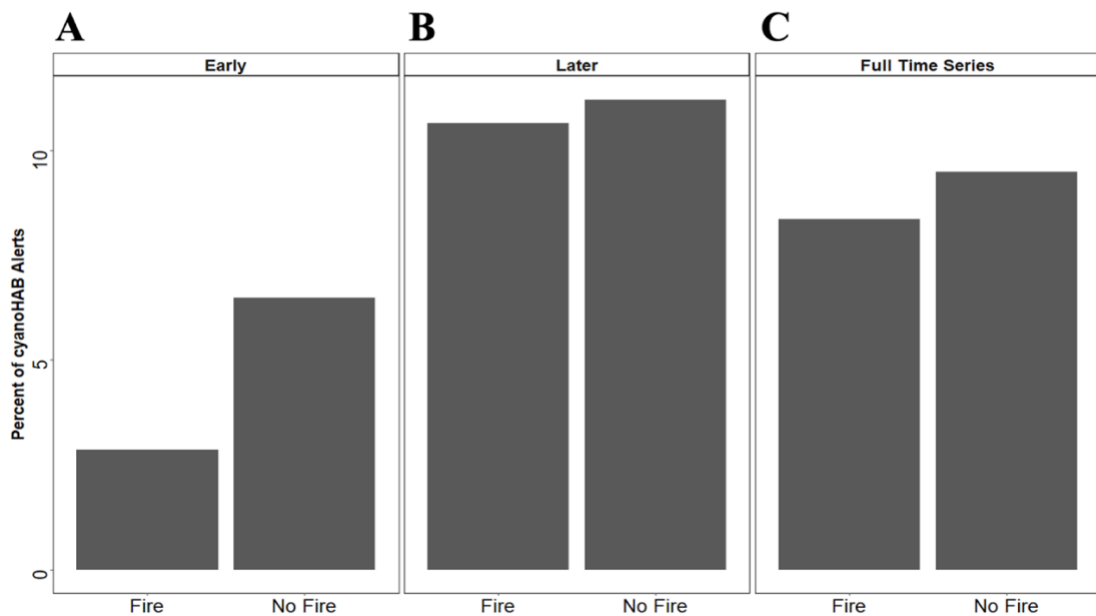 A B C
Early Later Full Time Series
Percent of cyanoHAB Alerts
10
5
0
Fire No Fire Fire No Fire Fire No Fire